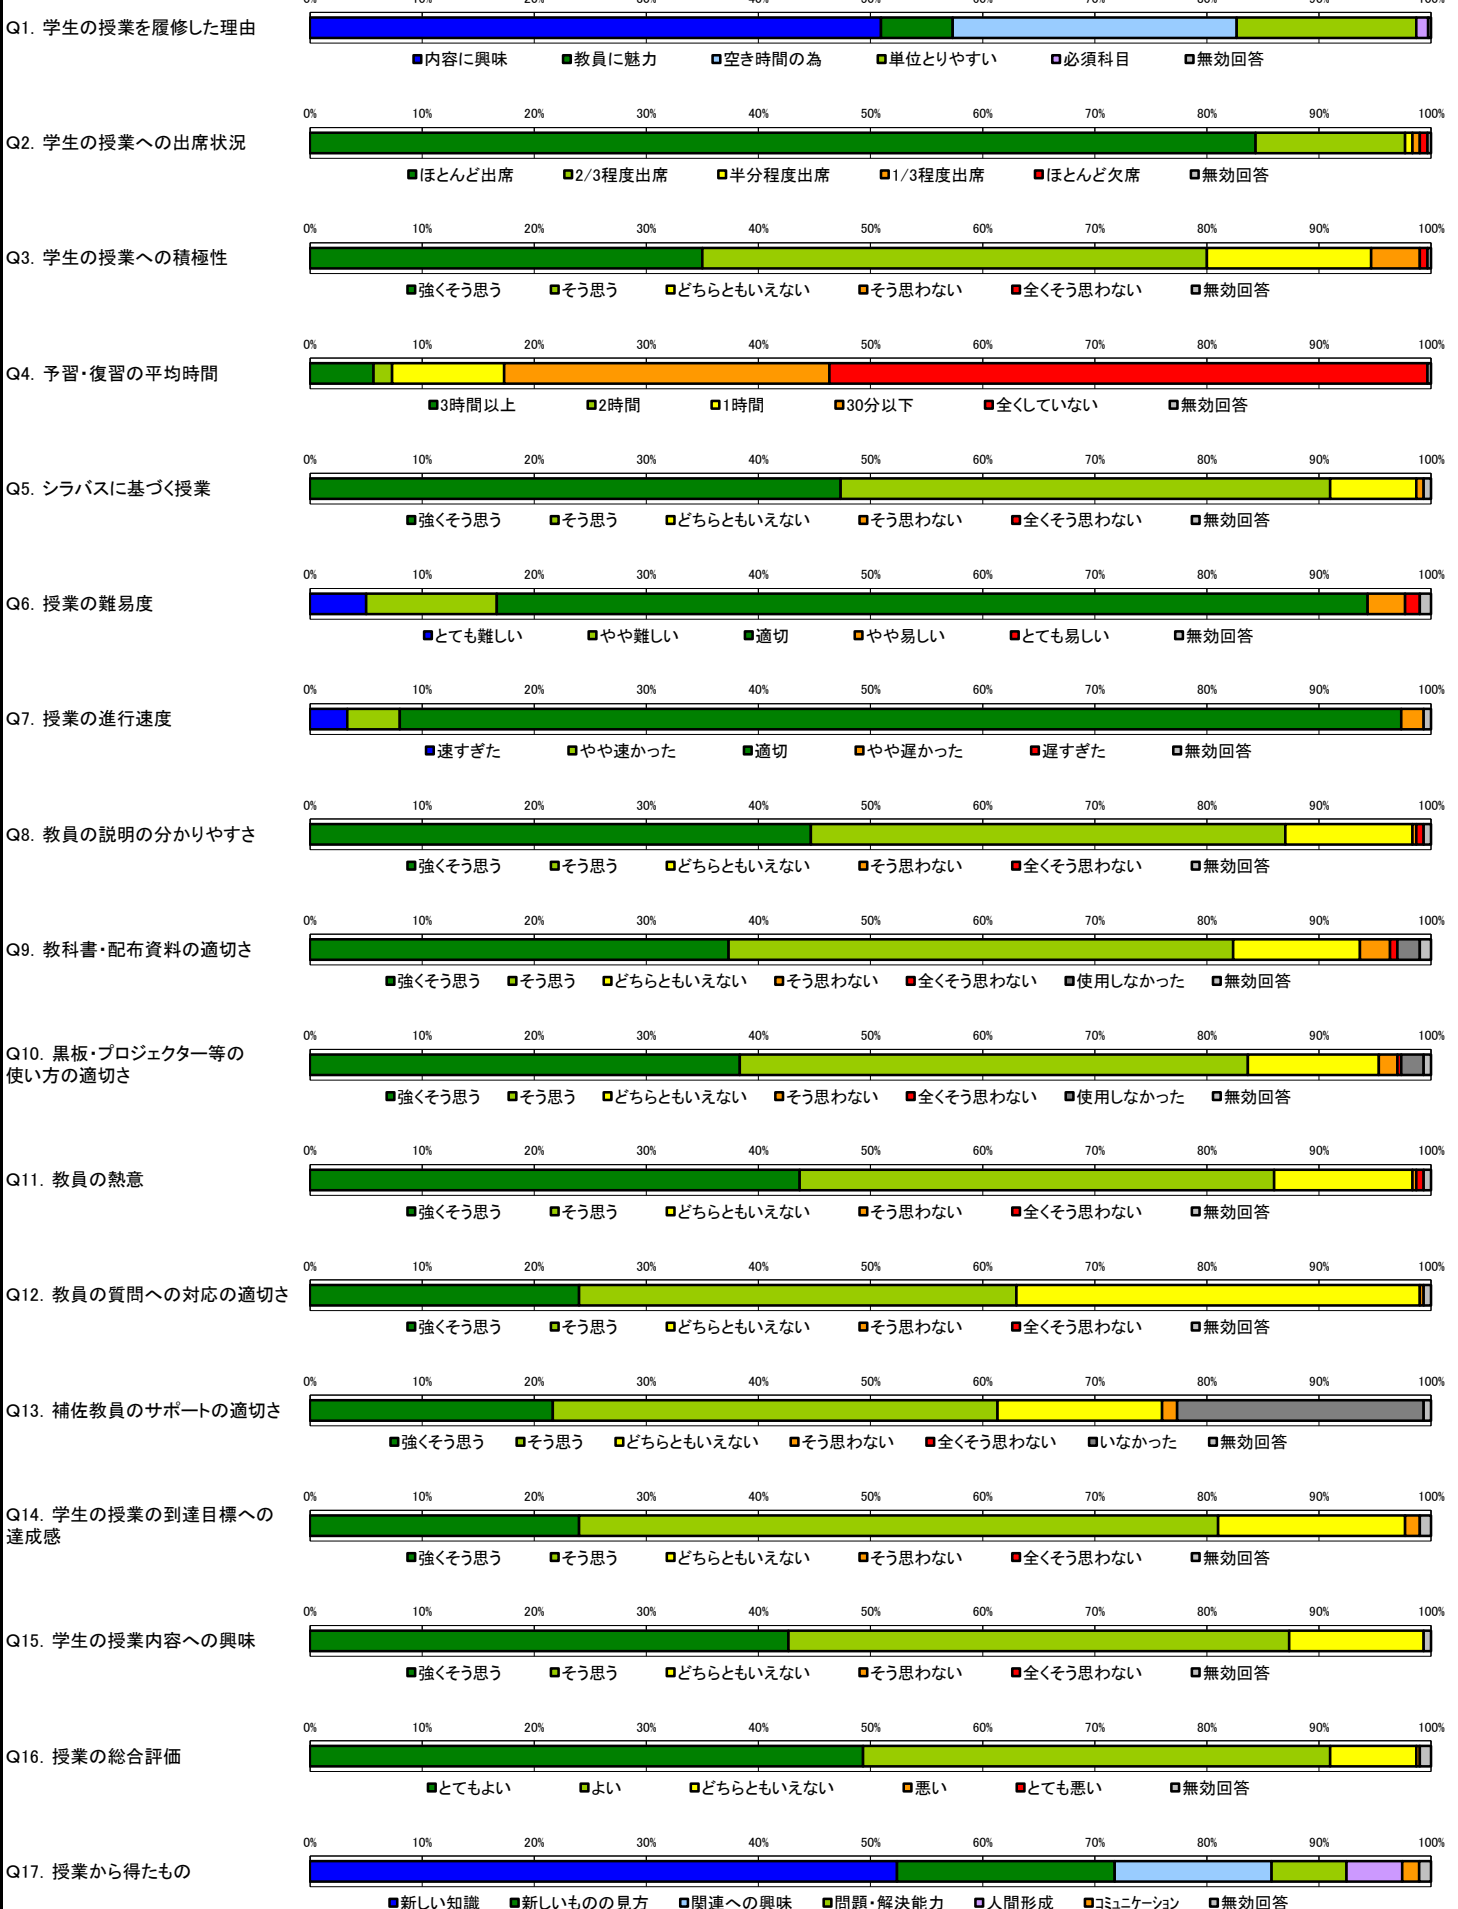 0% 10% 20% 30% 40% 50% 60% 70% 80% 90% 100%
Q1. 学生の授業を履修した理由
内容に興味 教員に魅力 空き時間の為 単位とりやすい 必須科目 無効回答
0% 10% 20% 30% 40% 50% 60% 70% 80% 90% 100%
Q2. 学生の授業への出席状況
ほとんど出席 2/3程度出席 半分程度出席 1/3程度出席 ほとんど欠席 無効回答
0% 10% 20% 30% 40% 50% 60% 70% 80% 90% 100%
Q3. 学生の授業への積極性
強くそう思う そう思う どちらともいえない そう思わない 全くそう思わない 無効回答
0% 10% 20% 30% 40% 50% 60% 70% 80% 90% 100%
Q4. 予習・復習の平均時間
3時間以上 2時間 1時間 30分以下 全くしていない 無効回答
0% 10% 20% 30% 40% 50% 60% 70% 80% 90% 100%
Q5. シラバスに基づく授業
強くそう思う そう思う どちらともいえない そう思わない 全くそう思わない 無効回答
0% 10% 20% 30% 40% 50% 60% 70% 80% 90% 100%
Q6. 授業の難易度
とても難しい やや難しい 適切 やや易しい とても易しい 無効回答
0% 10% 20% 30% 40% 50% 60% 70% 80% 90% 100%
Q7. 授業の進行速度
速すぎた やや速かった 適切 やや遅かった 遅すぎた 無効回答
0% 10% 20% 30% 40% 50% 60% 70% 80% 90% 100%
Q8. 教員の説明の分かりやすさ
強くそう思う そう思う どちらともいえない そう思わない 全くそう思わない 無効回答
0% 10% 20% 30% 40% 50% 60% 70% 80% 90% 100%
Q9. 教科書・配布資料の適切さ
強くそう思う そう思う どちらともいえない そう思わない 全くそう思わない 使用しなかった 無効回答
0% 10% 20% 30% 40% 50% 60% 70% 80% 90% 100%
Q10. 黒板・プロジェクター等の
使い方の適切さ
強くそう思う そう思う どちらともいえない そう思わない 全くそう思わない 使用しなかった 無効回答
0% 10% 20% 30% 40% 50% 60% 70% 80% 90% 100%
Q11. 教員の熱意
強くそう思う そう思う どちらともいえない そう思わない 全くそう思わない 無効回答
0% 10% 20% 30% 40% 50% 60% 70% 80% 90% 100%
Q12. 教員の質問への対応の適切さ
強くそう思う そう思う どちらともいえない そう思わない 全くそう思わない 無効回答
0% 10% 20% 30% 40% 50% 60% 70% 80% 90% 100%
Q13. 補佐教員のサポートの適切さ
強くそう思う そう思う どちらともいえない そう思わない 全くそう思わない いなかった 無効回答
0% 10% 20% 30% 40% 50% 60% 70% 80% 90% 100%
Q14. 学生の授業の到達目標への
達成感
強くそう思う そう思う どちらともいえない そう思わない 全くそう思わない 無効回答
0% 10% 20% 30% 40% 50% 60% 70% 80% 90% 100%
Q15. 学生の授業内容への興味
強くそう思う そう思う どちらともいえない そう思わない 全くそう思わない 無効回答
0% 10% 20% 30% 40% 50% 60% 70% 80% 90% 100%
Q16. 授業の総合評価
とてもよい よい どちらともいえない 悪い とても悪い 無効回答
0% 10% 20% 30% 40% 50% 60% 70% 80% 90% 100%
Q17. 授業から得たもの
新しい知識 新しいものの見方 関連への興味 問題・解決能力 人間形成 コミュニケーション 無効回答